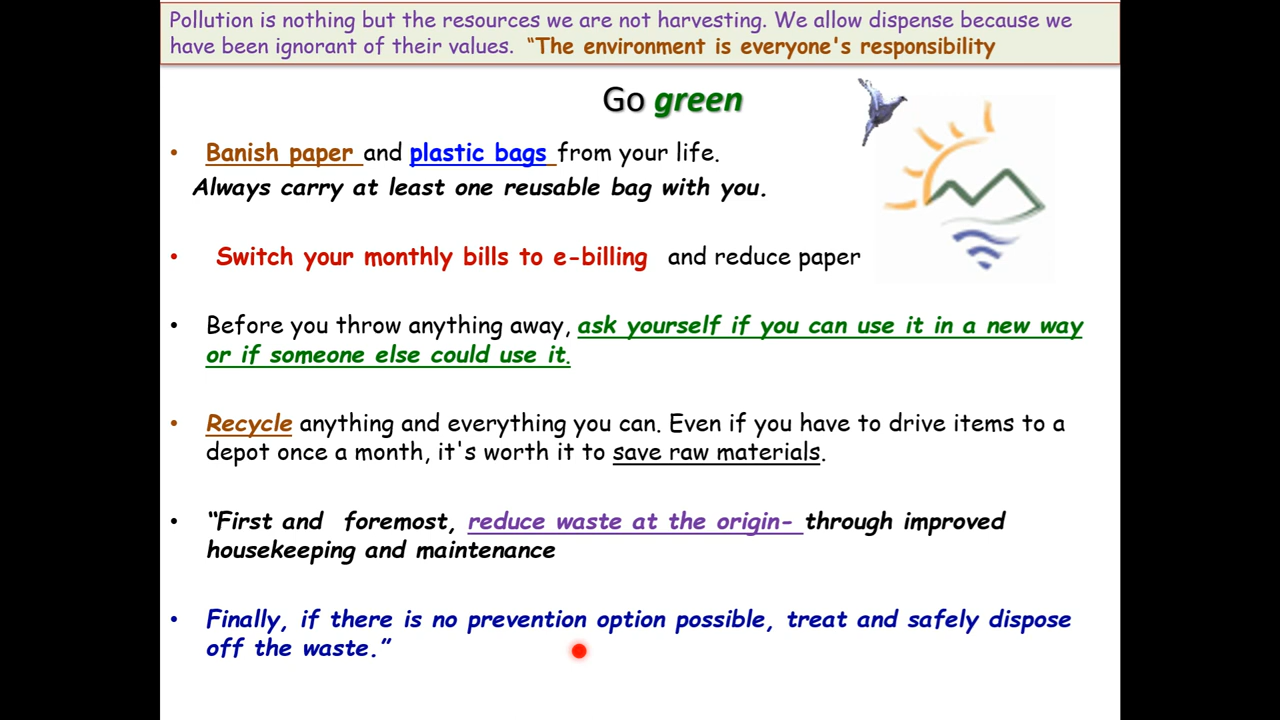 Pollution is nothing but the resources we are not harvesting. We allow dispense because we
have been ignorant of their values. “The environment is everyone's responsibility
Go green
• Banish paper and plastic bags from your life.
Always carry at least one reusable bag with you.
• Switch your monthly bills to e-billing and reduce paper
• Before you throw anything away, ask yourself if you can use it in a new way
or if someone else could use it.
• Recycle anything and everything you can. Even if you have to drive items to a
depot once a month, it's worth it to save raw materials.
• “First and foremost, reduce waste at the origin- through improved
housekeeping and maintenance
• Finally, if there is no prevention option possible, treat and safely dispose
off the waste.”